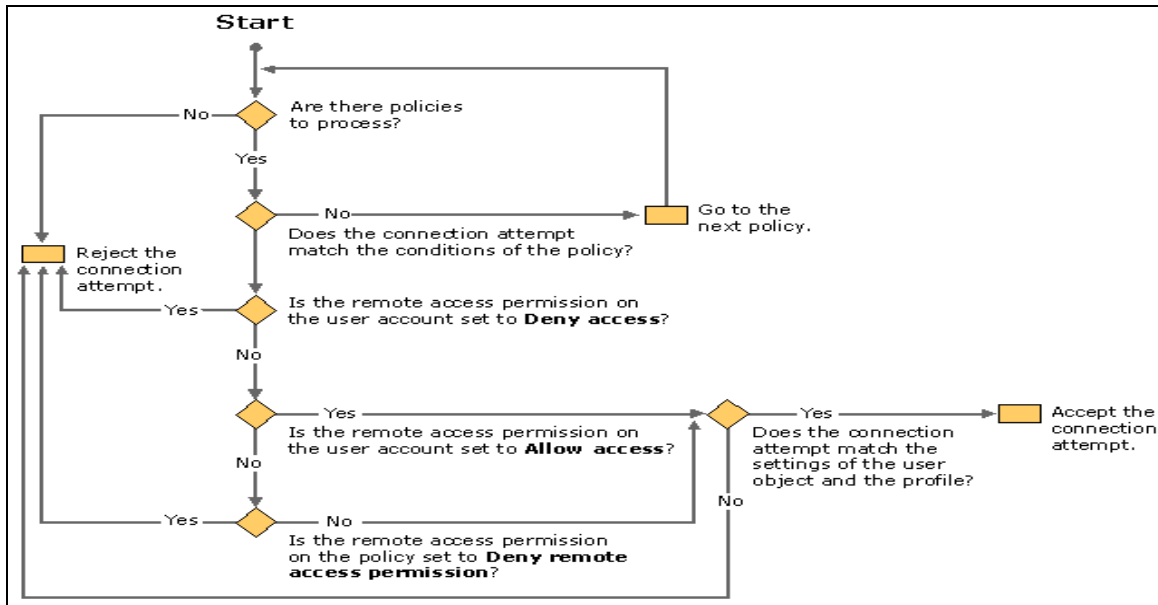 Start
Are there policies
to process?
No
Yes
No
Go to the
next policy.
Does the connection attempt
match the conditions of the policy?
Reject the
connection
attempt.
Yes
Is the remote access permission on
the user account set to Deny access?
No
Yes
Is the remote access permission on
the user account set to Allow access?
Yes
Accept the
connection
attempt.
Does the connection
attempt match the
settings of the user
object and the profile?
No
No
Yes
No
Is the remote access permission
on the policy set to Deny remote
access permission?